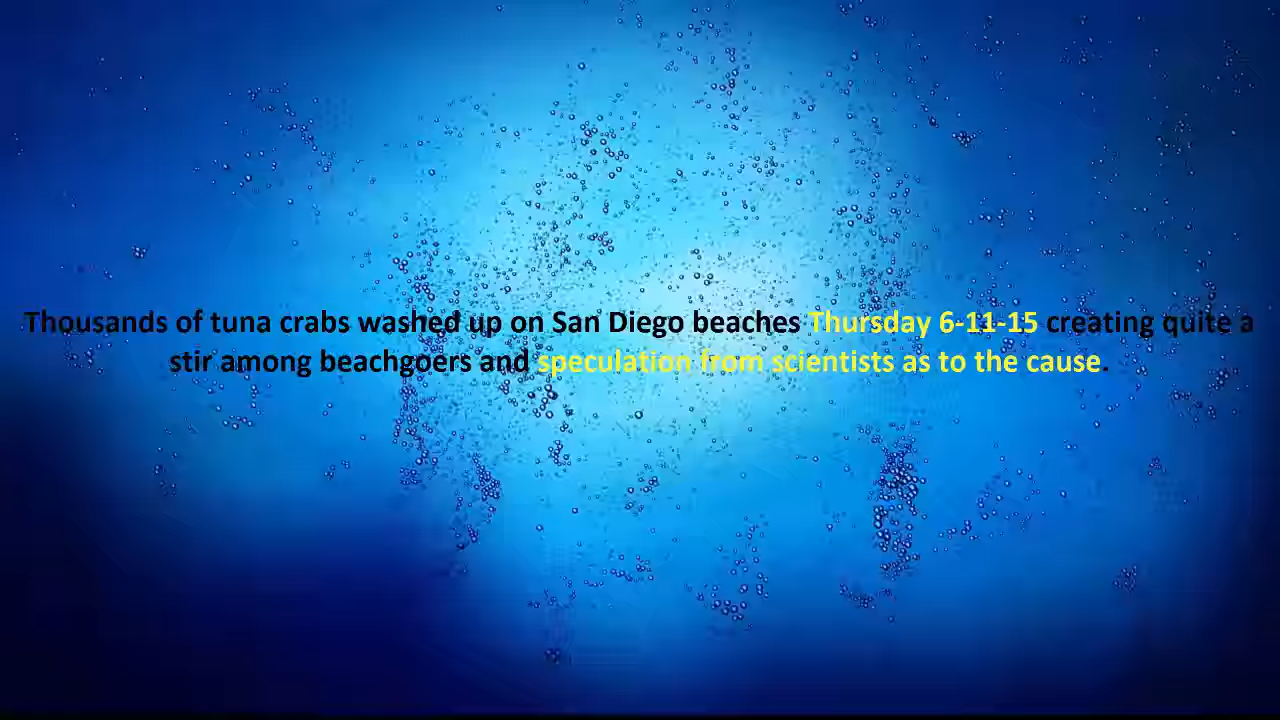 Thousands of tuna crabs washed up on San Diego beaches Thursday 6-11-15 creating quite a
stir among beachgoers and speculation from scientists as to the cause.